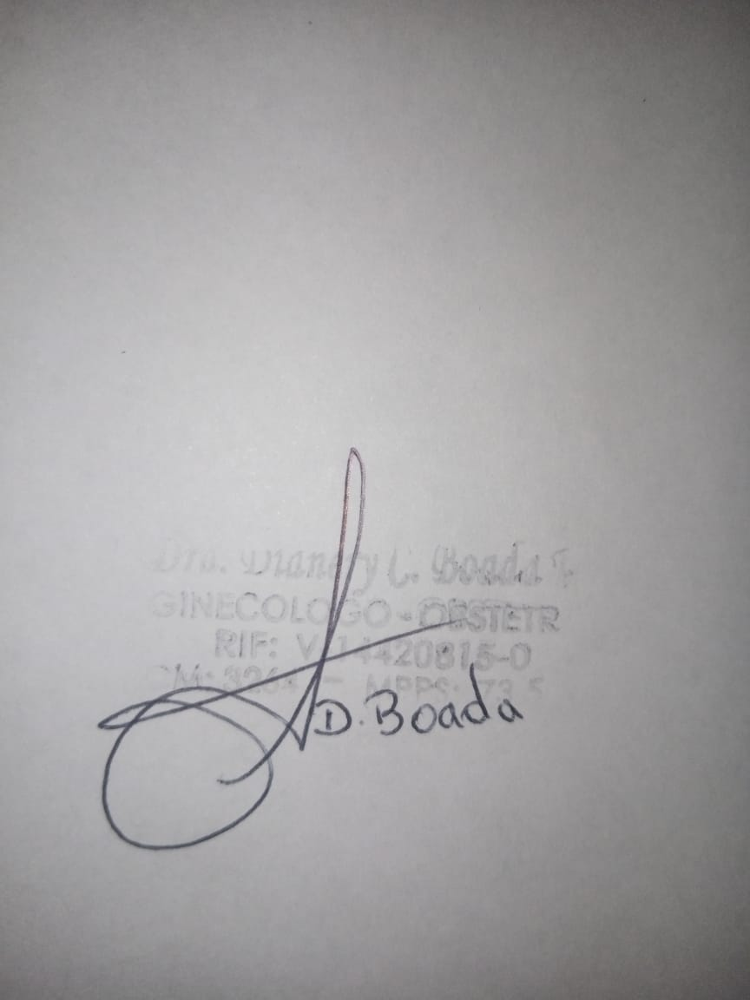 Dra. C. Boada
GINECOLOGO - OBSTETR
RIF: V-14420815-0
MPPS:
D. Boada